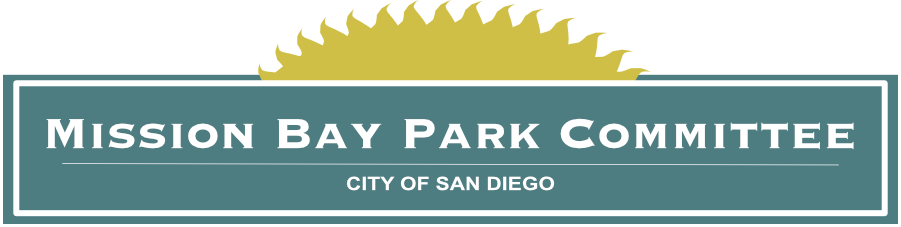 Mission Bay Park Committee
CITY OF SAN DIEGO